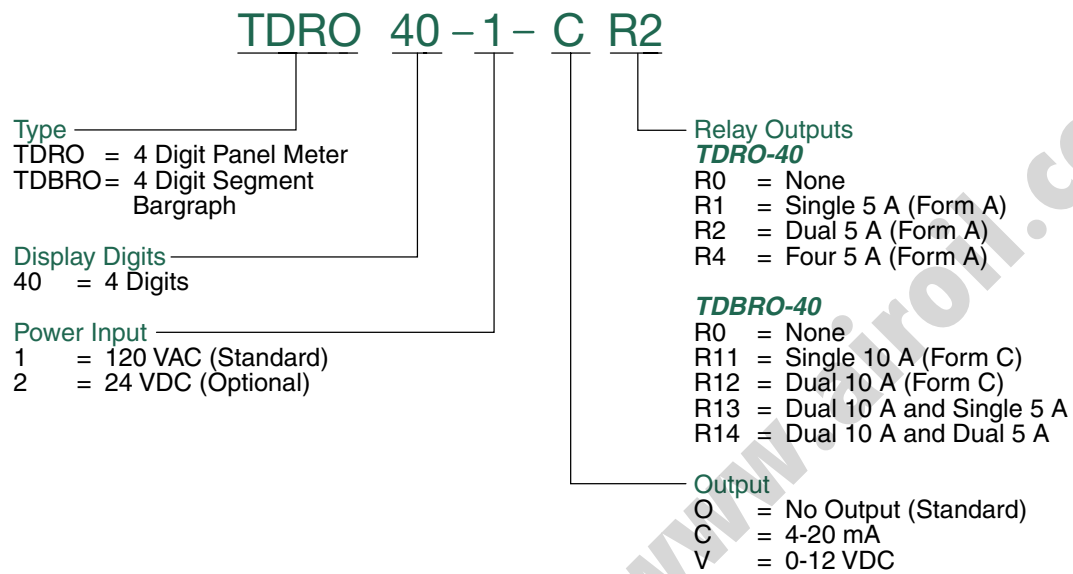 TDRO 40 - 1 - C R2
Type
TDRO = 4 Digit Panel Meter
TDBRO = 4 Digit Segment
Bargraph
Display Digits
40 = 4 Digits
Power Input
1 = 120 VAC (Standard)
2 = 24 VDC (Optional)
Relay Outputs
TDRO-40
R0 = None
R1 = Single 5 A (Form A)
R2 = Dual 5 A (Form A)
R4 = Four 5 A (Form A)
TDBRO-40
R0 = None
R11 = Single 10 A (Form C)
R12 = Dual 10 A (Form C)
R13 = Dual 10 A and Single 5 A
R14 = Dual 10 A and Dual 5 A
Output
O = No Output (Standard)
C = 4-20 mA
V = 0-12 VDC